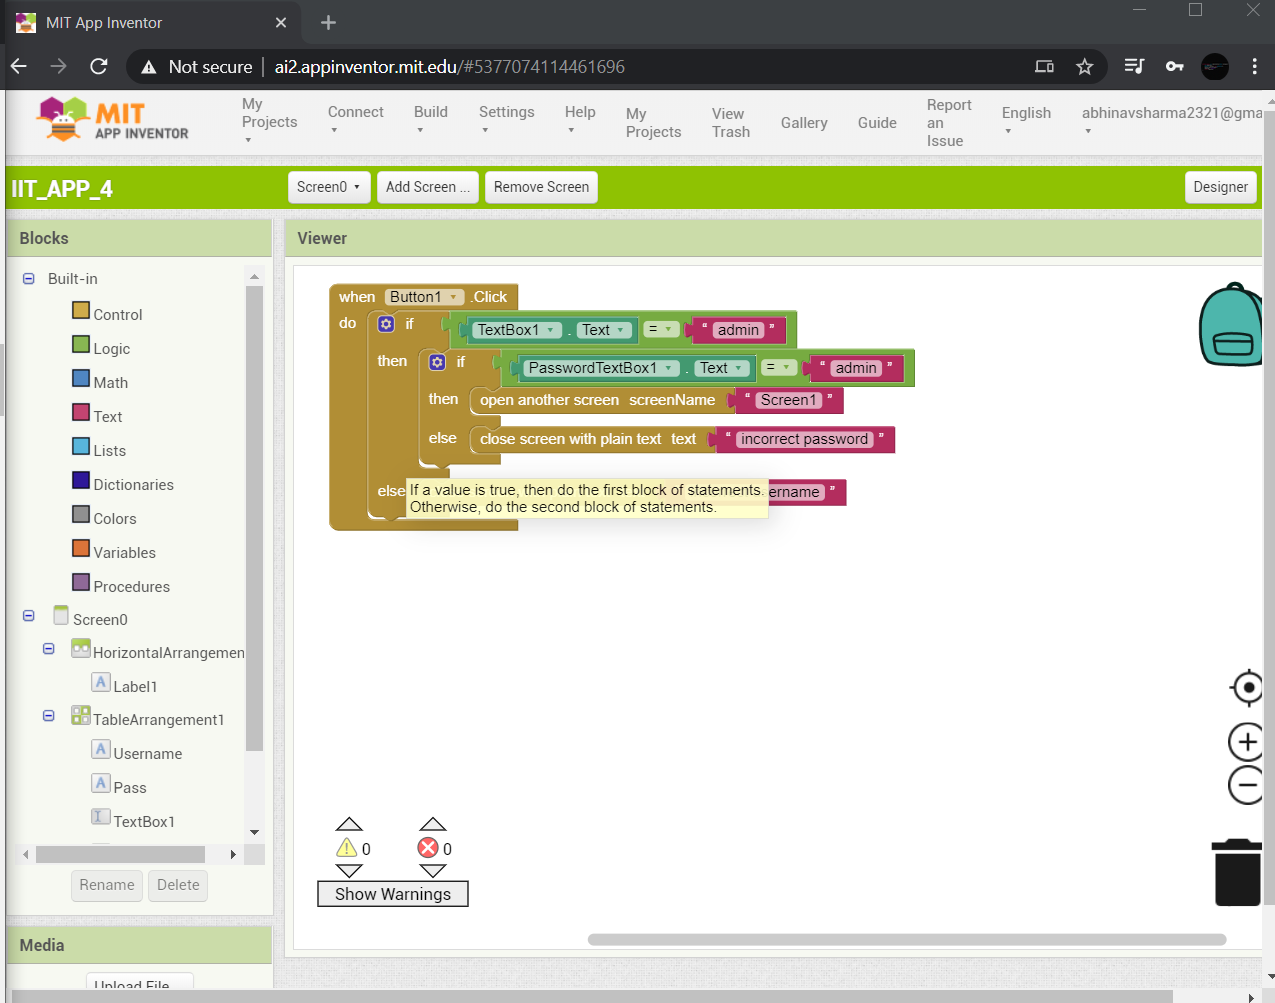 MIT App Inventor
Not secure | ai2.appinventor.mit.edu/#5377074114461696
MIT
APP INVENTOR
My Projects
Connect
Build
Settings
Help
My Projects
View Trash
Gallery
Guide
Report an Issue
English
abhinavsharma2321@gma
IIT_APP_4
Screen0
Add Screen ...
Remove Screen
Designer
Blocks
Viewer
Built-in
Control
Logic
Math
Text
Lists
Dictionaries
Colors
Variables
Procedures
Screen0
HorizontalArrangemen
Label1
TableArrangement1
Username
Pass
TextBox1
Rename
Delete
Media
Upload File
when Button1 .Click
do if TextBox1 . Text = “ admin ”
then if PasswordTextBox1 . Text = “ admin ”
then open another screen screenName “ Screen1 ”
else close screen with plain text text “ incorrect password ”
else ername ”
If a value is true, then do the first block of statements.
Otherwise, do the second block of statements.
0 0
Show Warnings